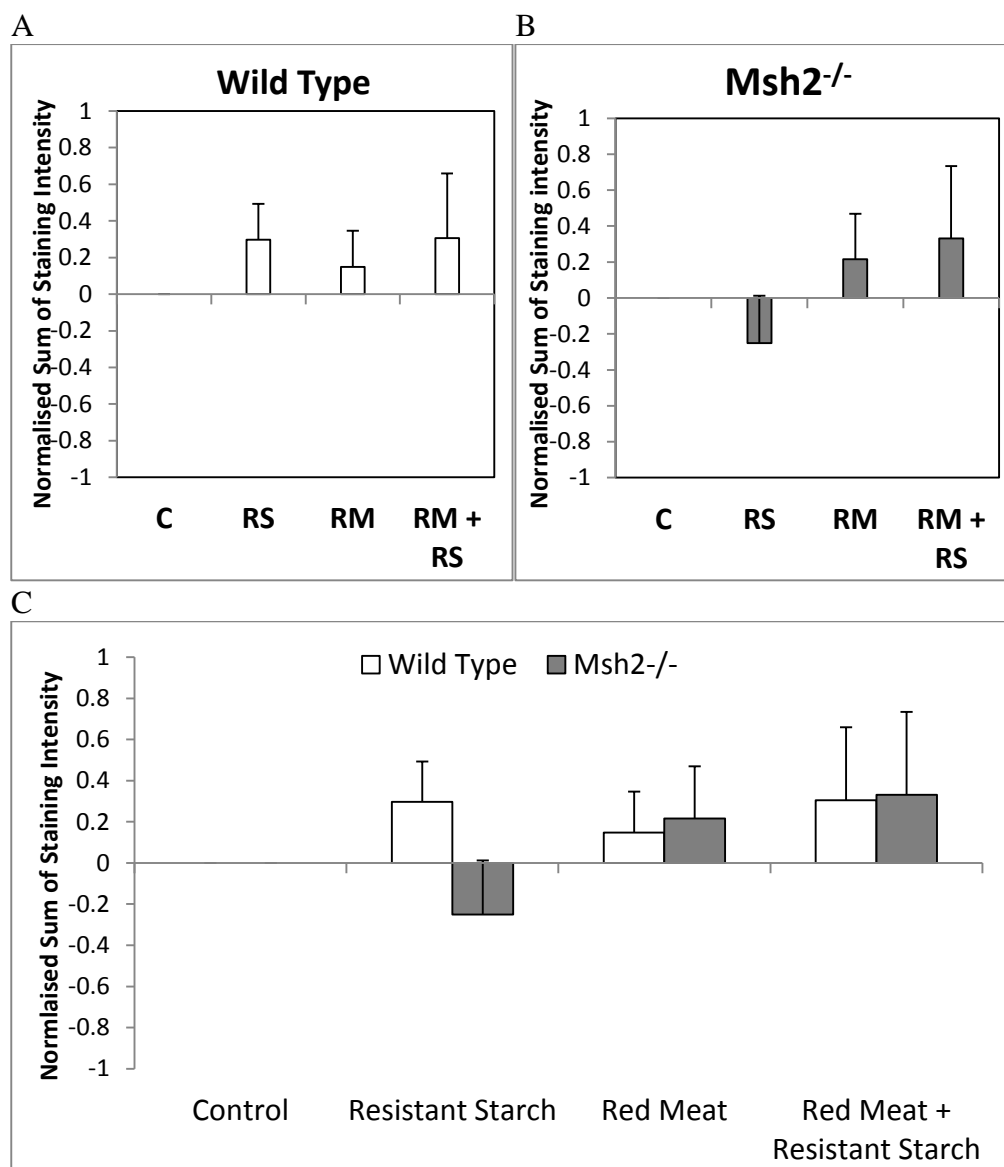 A
Wild Type
Normalised Sum of Staining Intensity
1
0.8
0.6
0.4
0.2
0
-0.2
-0.4
-0.6
-0.8
-1
C RS RM RM +
RS
B
Msh2-/-
Normalised Sum of Staining intensity
1
0.8
0.6
0.4
0.2
0
-0.2
-0.4
-0.6
-0.8
-1
C RS RM RM +
RS
C
Wild Type Msh2-/-
Normlaised Sum of Staining Intensity
1
0.8
0.6
0.4
0.2
0
-0.2
-0.4
-0.6
-0.8
-1
Control Resistant Starch Red Meat Red Meat +
Resistant Starch